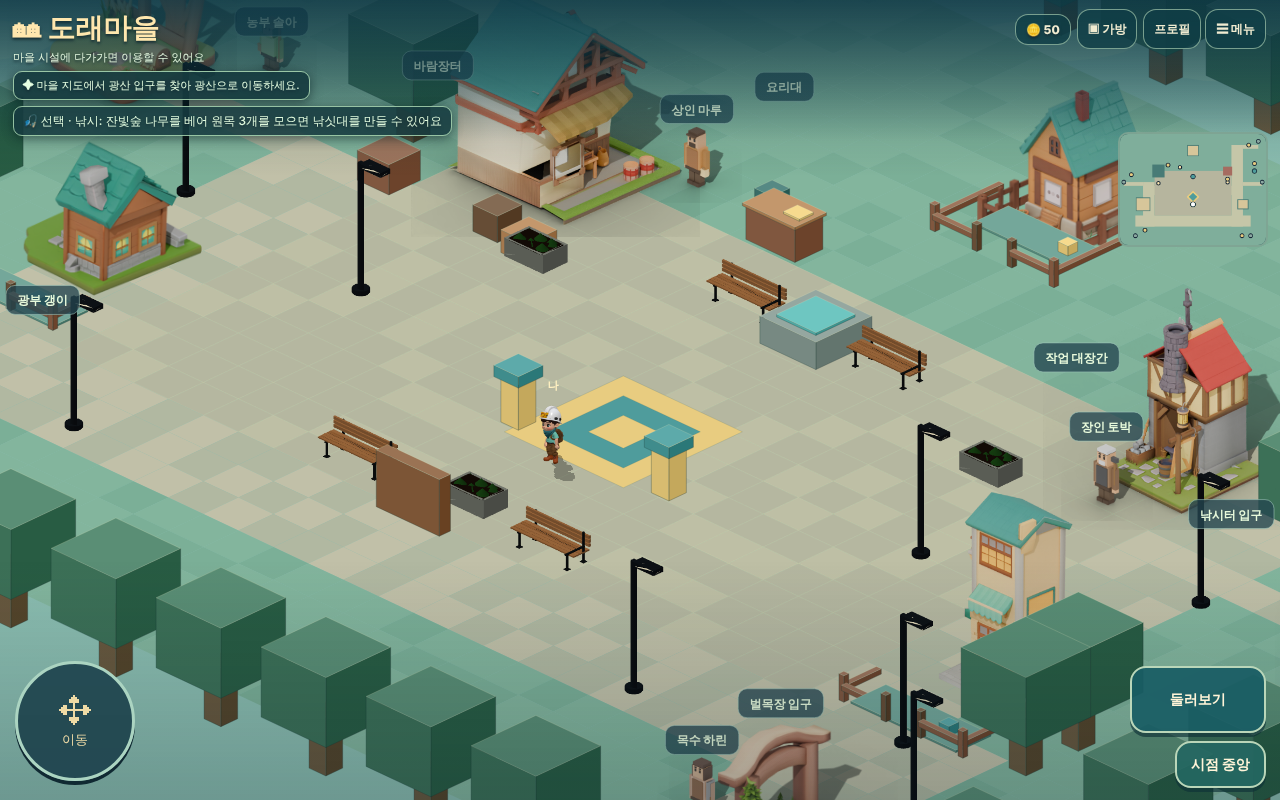 도래마을
농부 솔아
50
가방
프로필
메뉴
마을 시설에 다가가면 이용할 수 있어요
바람장터
마을 지도에서 광산 입구를 찾아 광산으로 이동하세요.
요리대
상인 마루
선택 · 낚시: 잔빛숲 나무를 베어 원목 3개를 모으면 낚싯대를 만들 수 있어요
광부 갱이
작업 대장간
나
장인 토박
낚시터 입구
둘러보기
벌목장 입구
이동
목수 하린
시점 중앙